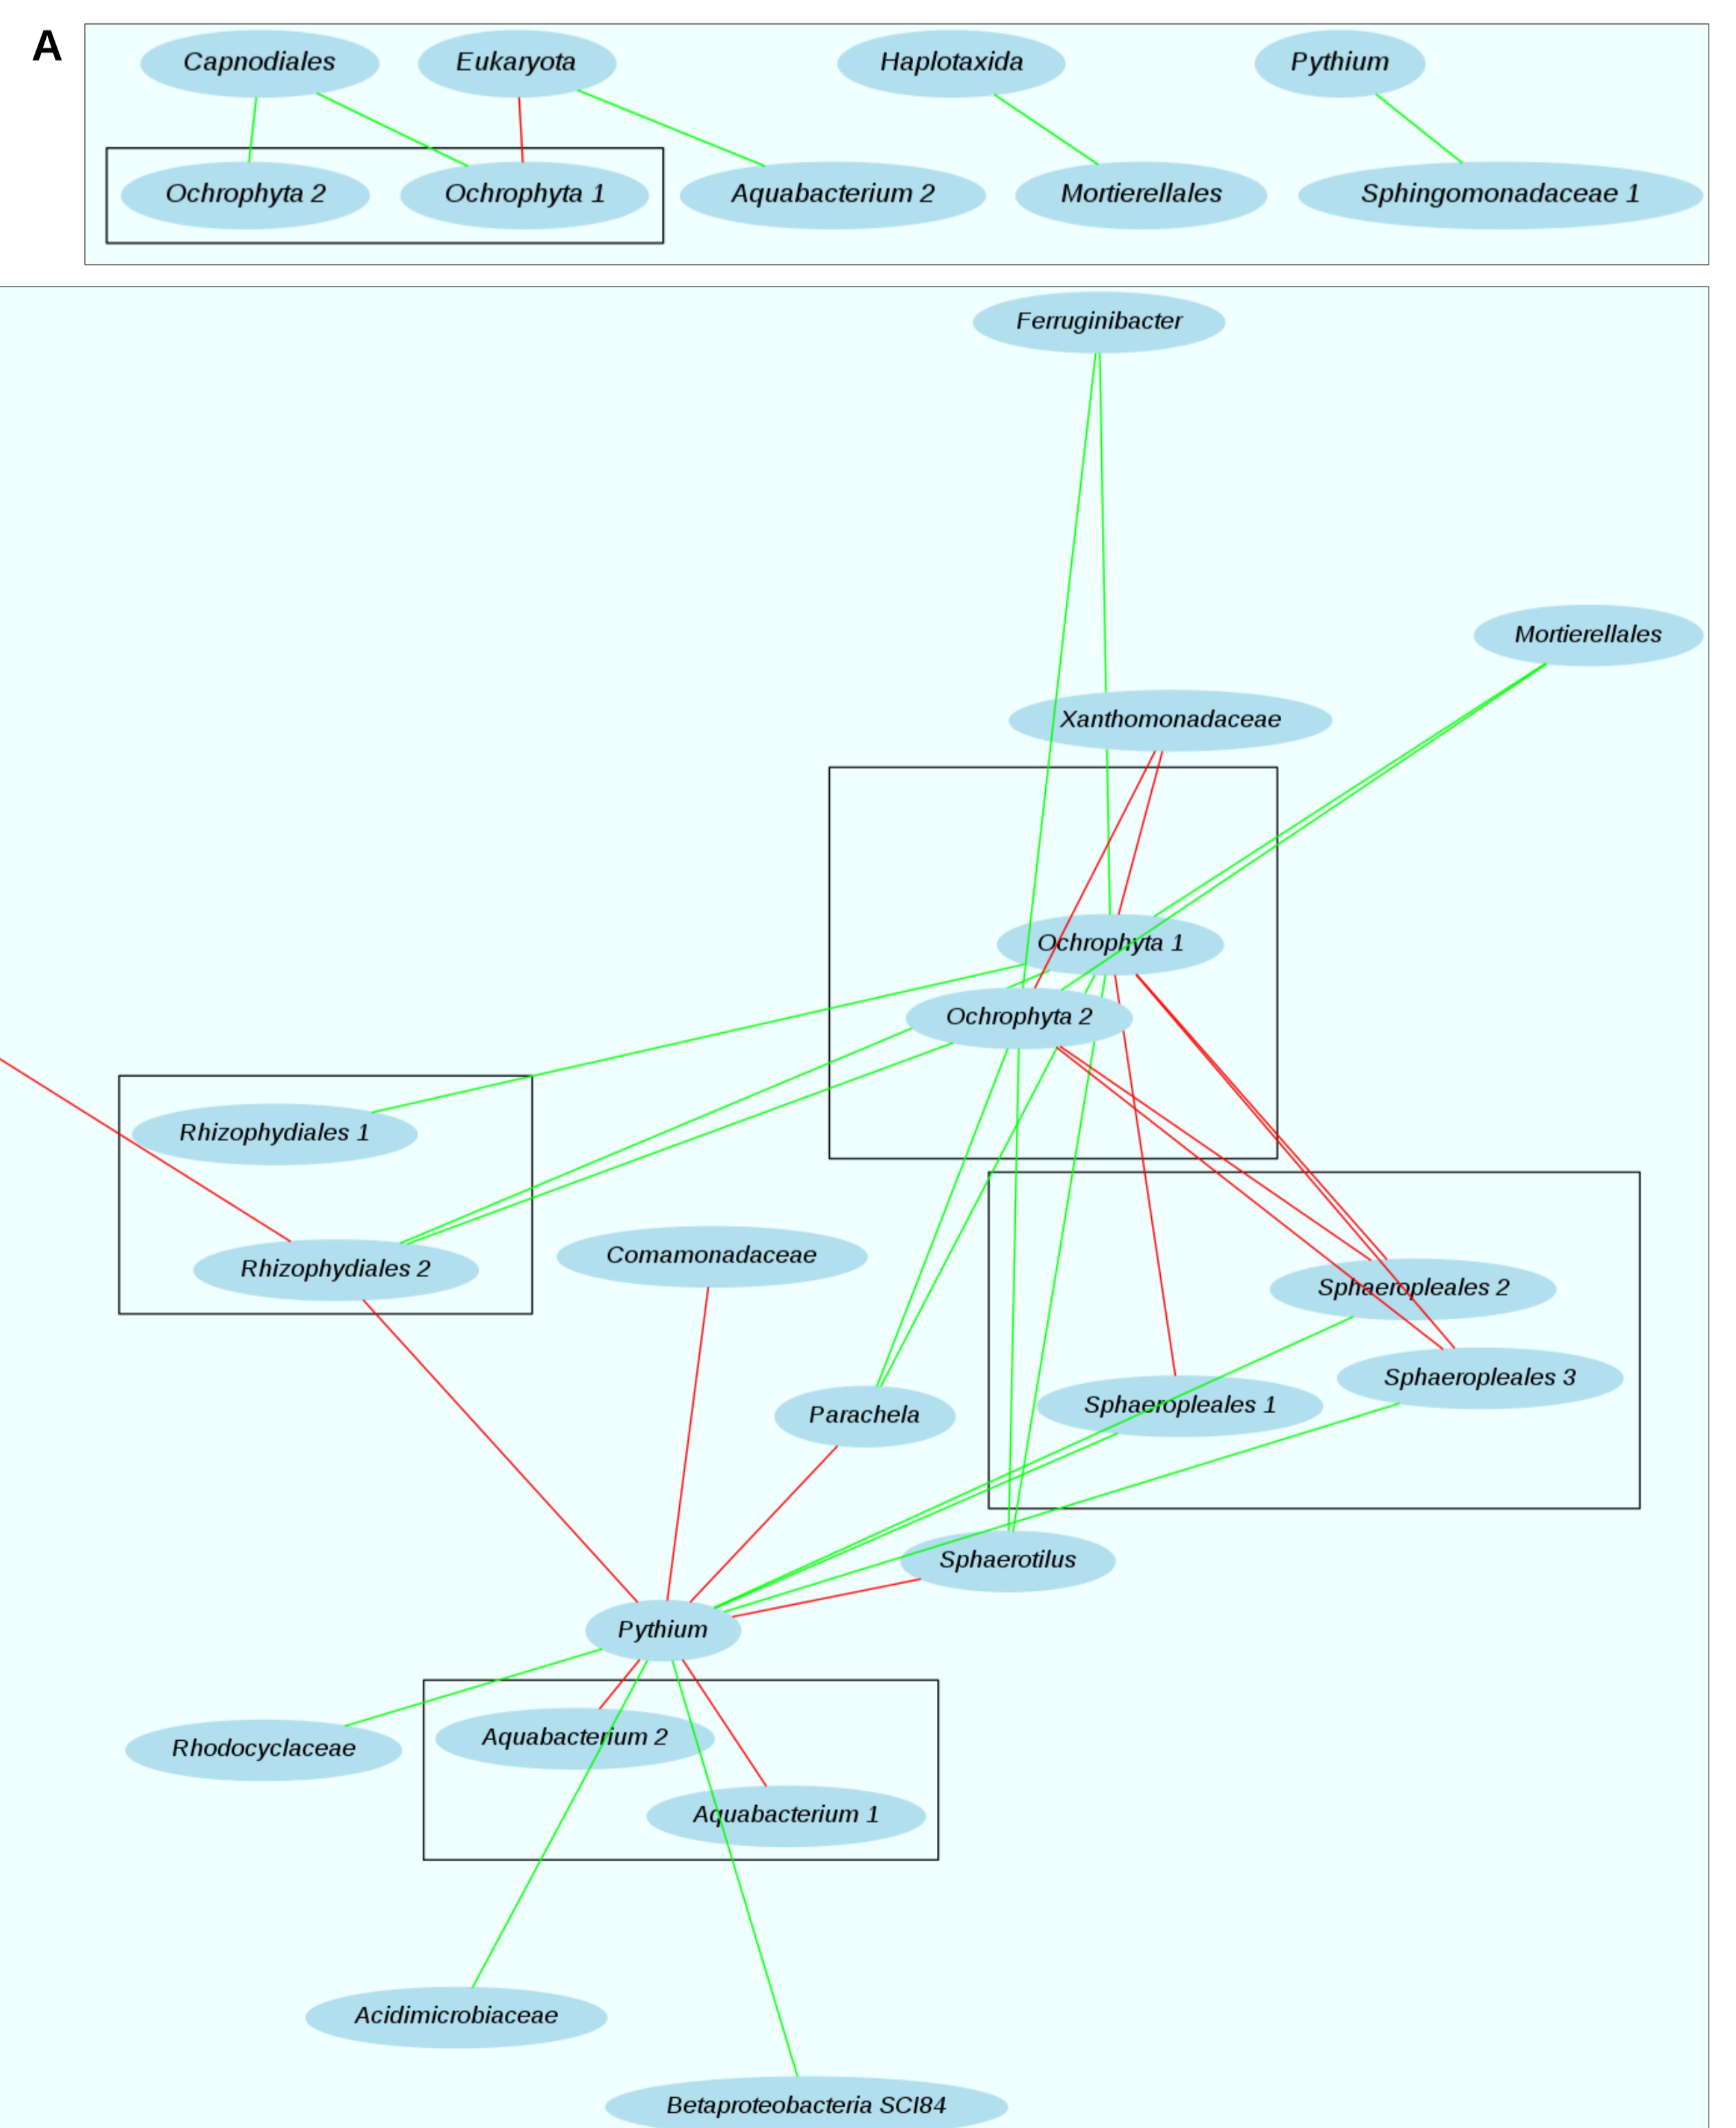 A
Capnodiales Eukaryota Haplotaxida Pythium
Ochrophyta 2 Ochrophyta 1 Aquabacterium 2 Mortierellales Sphingomonadaceae 1
Ferruginibacter
Mortierellales
Xanthomonadaceae
Ochrophyta 1
Ochrophyta 2
Rhizophydiales 1
Comamonadaceae
Rhizophydiales 2
Sphaeropleales 2
Sphaeropleales 3
Sphaeropleales 1
Parachela
Sphaerotilus
Pythium
Aquabacterium 2
Rhodocyclaceae
Aquabacterium 1
Acidimicrobiaceae
Betaproteobacteria SCI84